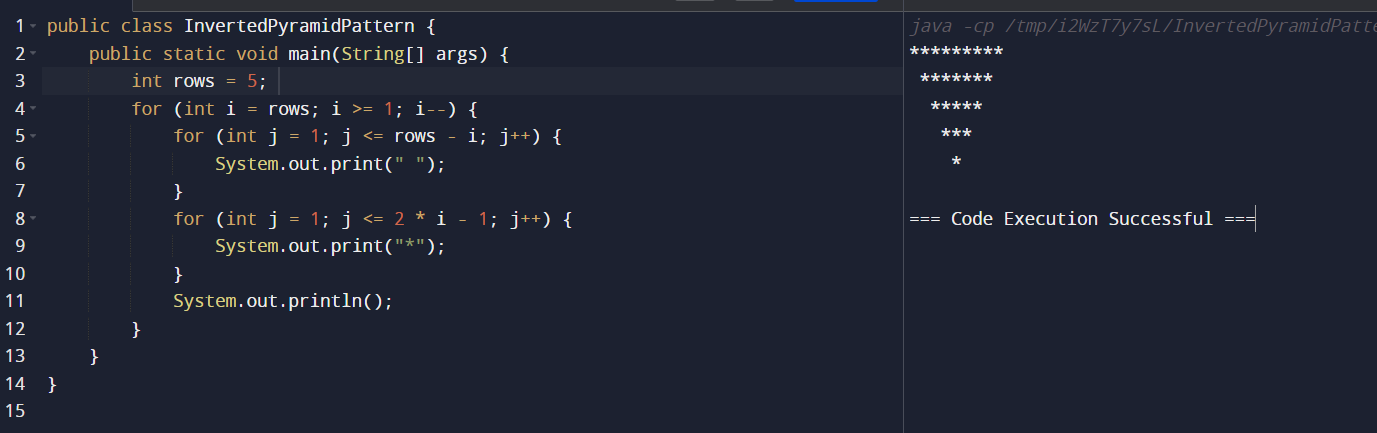 1 public class InvertedPyramidPattern {
2     public static void main(String[] args) {
3         int rows = 5;
4         for (int i = rows; i >= 1; i--) {
5             for (int j = 1; j <= rows - i; j++) {
6                 System.out.print(" ");
7             }
8             for (int j = 1; j <= 2 * i - 1; j++) {
9                 System.out.print("*");
10             }
11             System.out.println();
12         }
13     }
14 }
15
java -cp /tmp/i2WzT7y7sL/InvertedPyramidPatte
*********
 *******
  *****
   ***
    *
=== Code Execution Successful ===